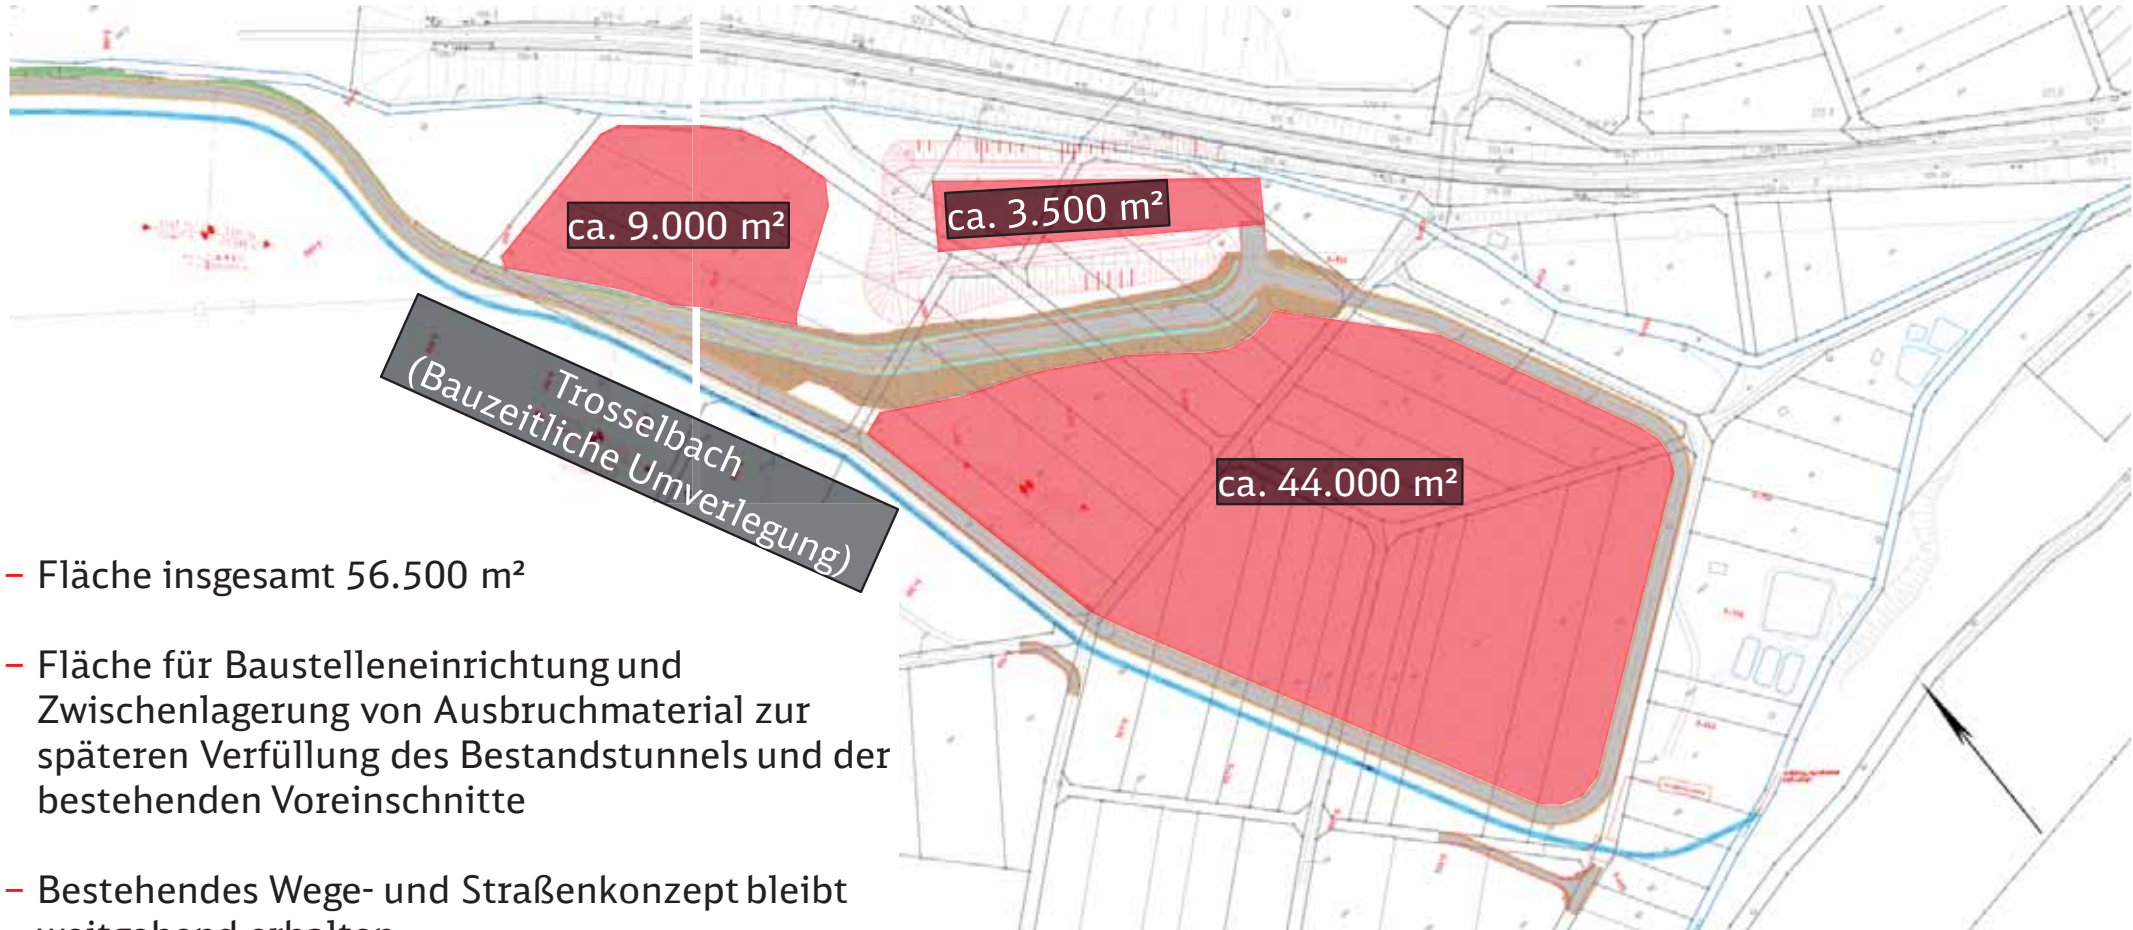 ca. 9.000 m²
ca. 3.500 m²
ca. 44.000 m²
Trosselbach
(Bauzeitliche Umverlegung)
– Fläche insgesamt 56.500 m²
– Fläche für Baustelleneinrichtung und
Zwischenlagerung von Ausbruchmaterial zur
späteren Verfüllung des Bestandstunnels und der
bestehenden Voreinschnitte
– Bestehendes Wege- und Straßenkonzept bleibt
weitgehend erhalten